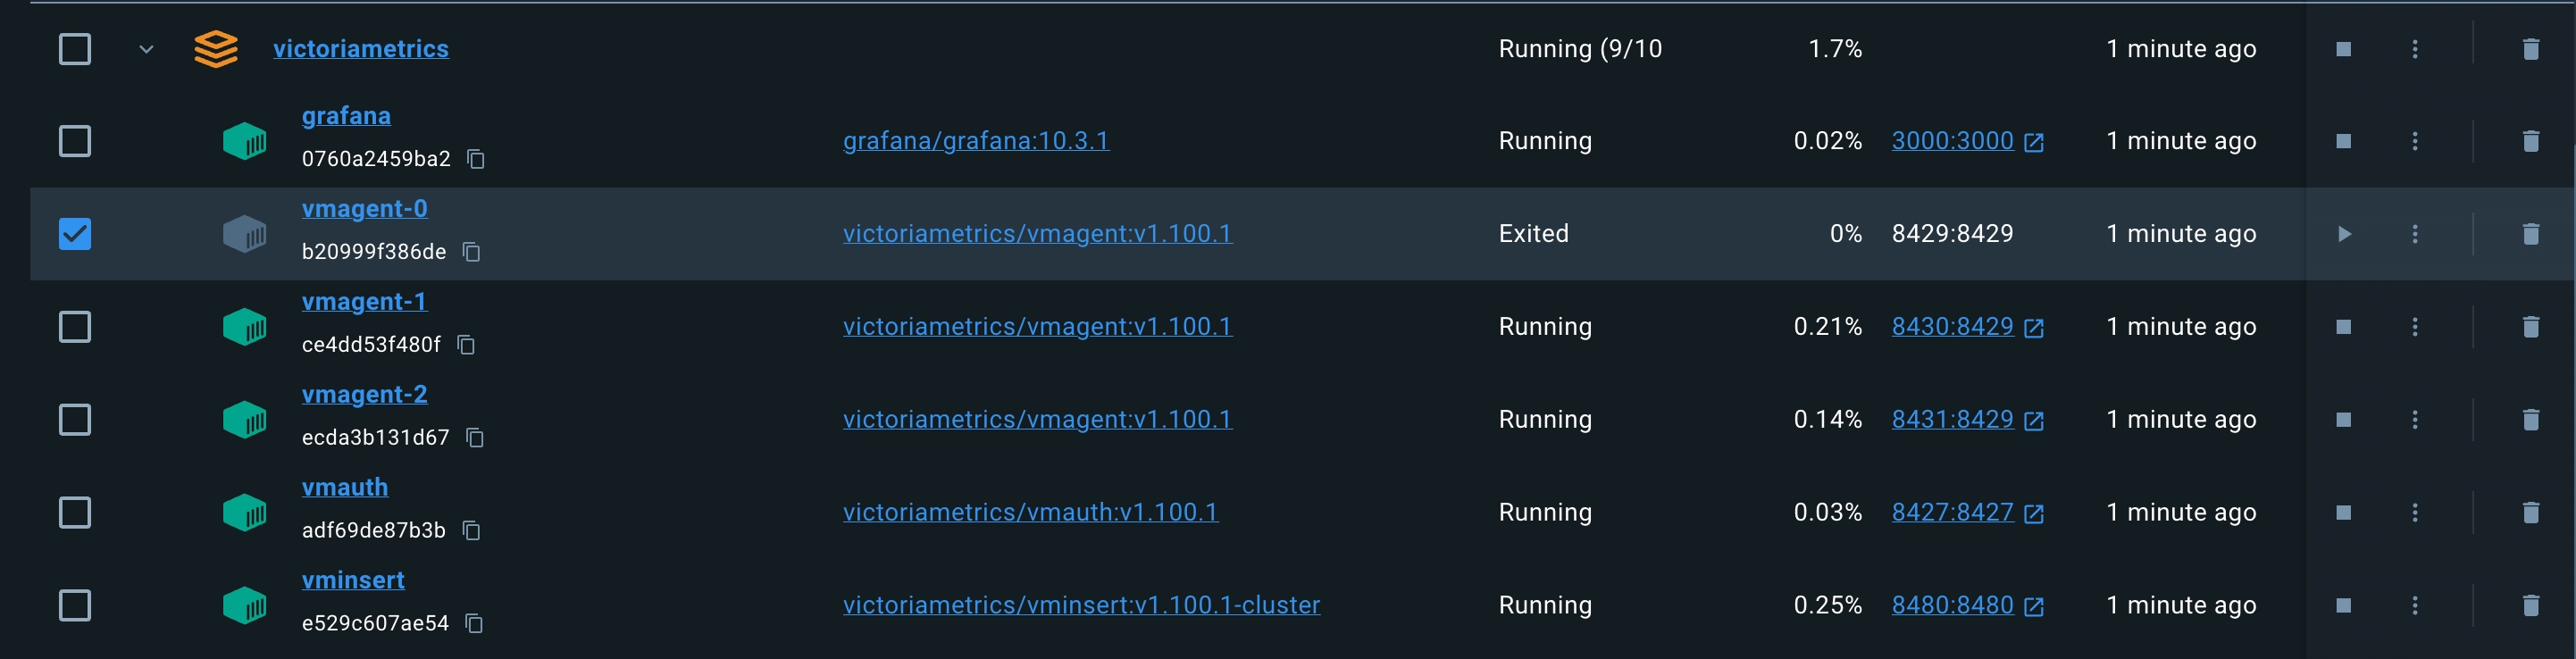 victoriametrics Running (9/10 1.7% 1 minute ago
grafana
0760a2459ba2 grafana/grafana:10.3.1 Running 0.02% 3000:3000 1 minute ago
vmagent-0
b20999f386de victoriametrics/vmagent:v1.100.1 Exited 0% 8429:8429 1 minute ago
vmagent-1
ce4dd53f480f victoriametrics/vmagent:v1.100.1 Running 0.21% 8430:8429 1 minute ago
vmagent-2
ecda3b131d67 victoriametrics/vmagent:v1.100.1 Running 0.14% 8431:8429 1 minute ago
vmauth
adf69de87b3b victoriametrics/vmauth:v1.100.1 Running 0.03% 8427:8427 1 minute ago
vminsert
e529c607ae54 victoriametrics/vminsert:v1.100.1-cluster Running 0.25% 8480:8480 1 minute ago